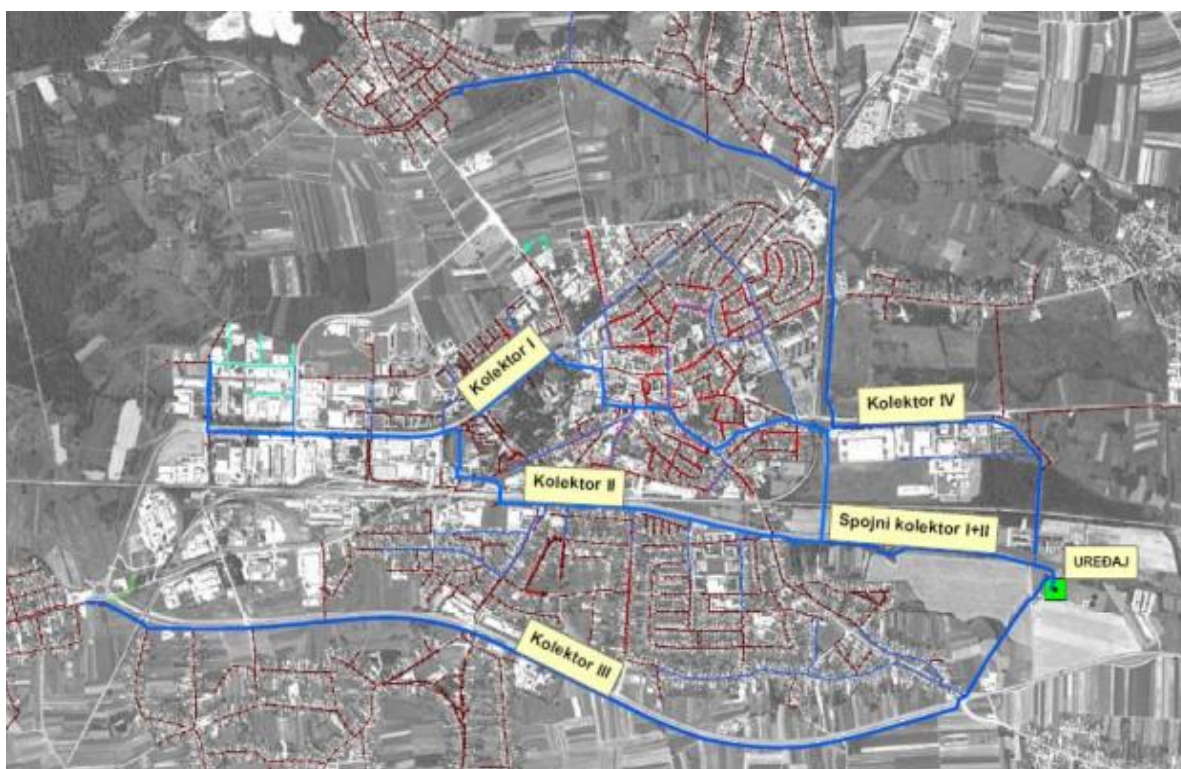 Kolektor I
Kolektor IV
Kolektor II
Spojni kolektor I+II
UREĐAJ
Kolektor III